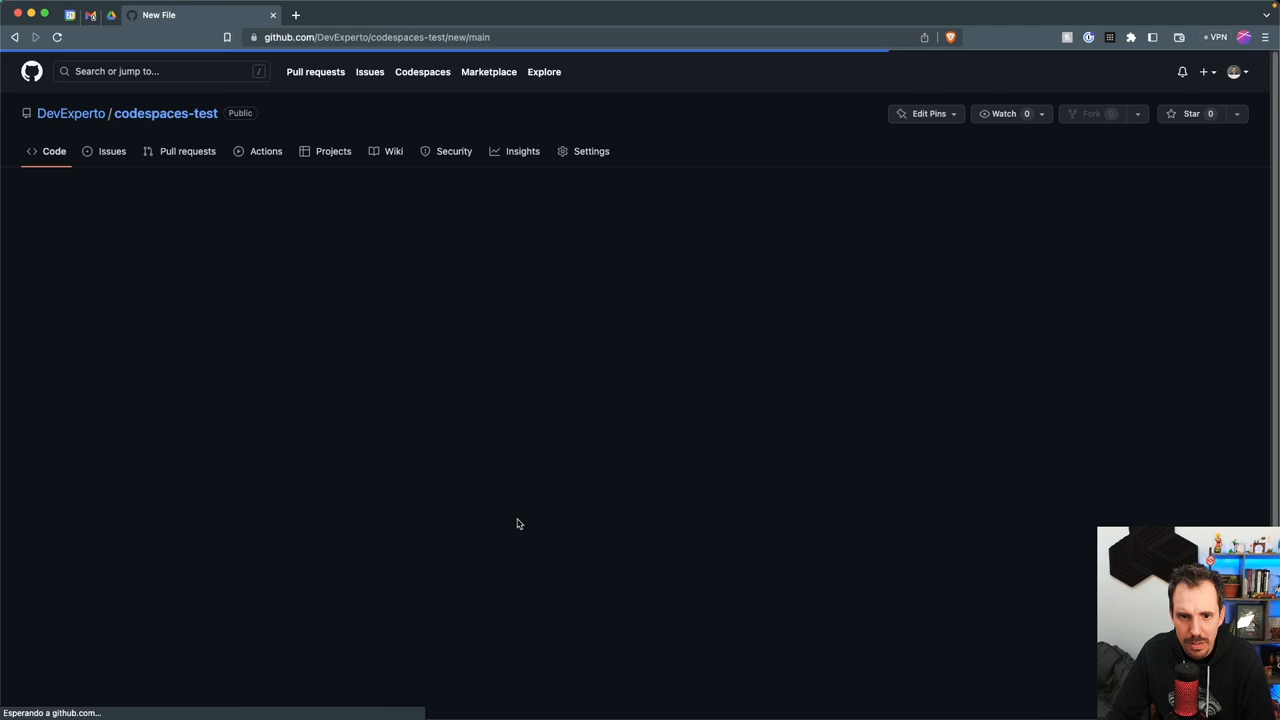 New File
github.com/DevExperto/codespaces-test/new/main
VPN
Search or jump to...
/
Pull requests
Issues
Codespaces
Marketplace
Explore
DevExperto / codespaces-test
Public
Edit Pins
Watch 0
Fork 0
Star 0
Code
Issues
Pull requests
Actions
Projects
Wiki
Security
Insights
Settings
Esperando a github.com...